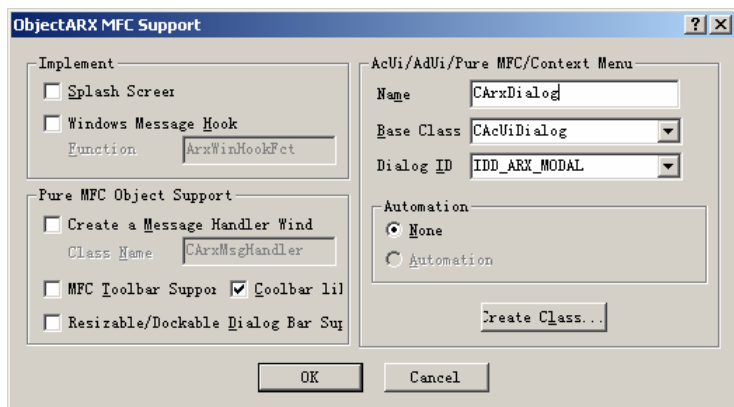 ObjectARX MFC Support
Implement
Splash Screer
Windows Message Hook
Function ArxWinHookFct
Pure MFC Object Support
Create a Message Handler Wind
Class Name CArxMsgHandler
MFC Toolbar Suppor Coolbar lil
Resizable/Dockable Dialog Bar Sup
AcUi/AdUi/Pure MFC/Context Menu
Name CArxDialog
Base Class CAcUiDialog
Dialog ID IDD_ARX_MODAL
Automation
None
Automation
Create Class...
OK Cancel